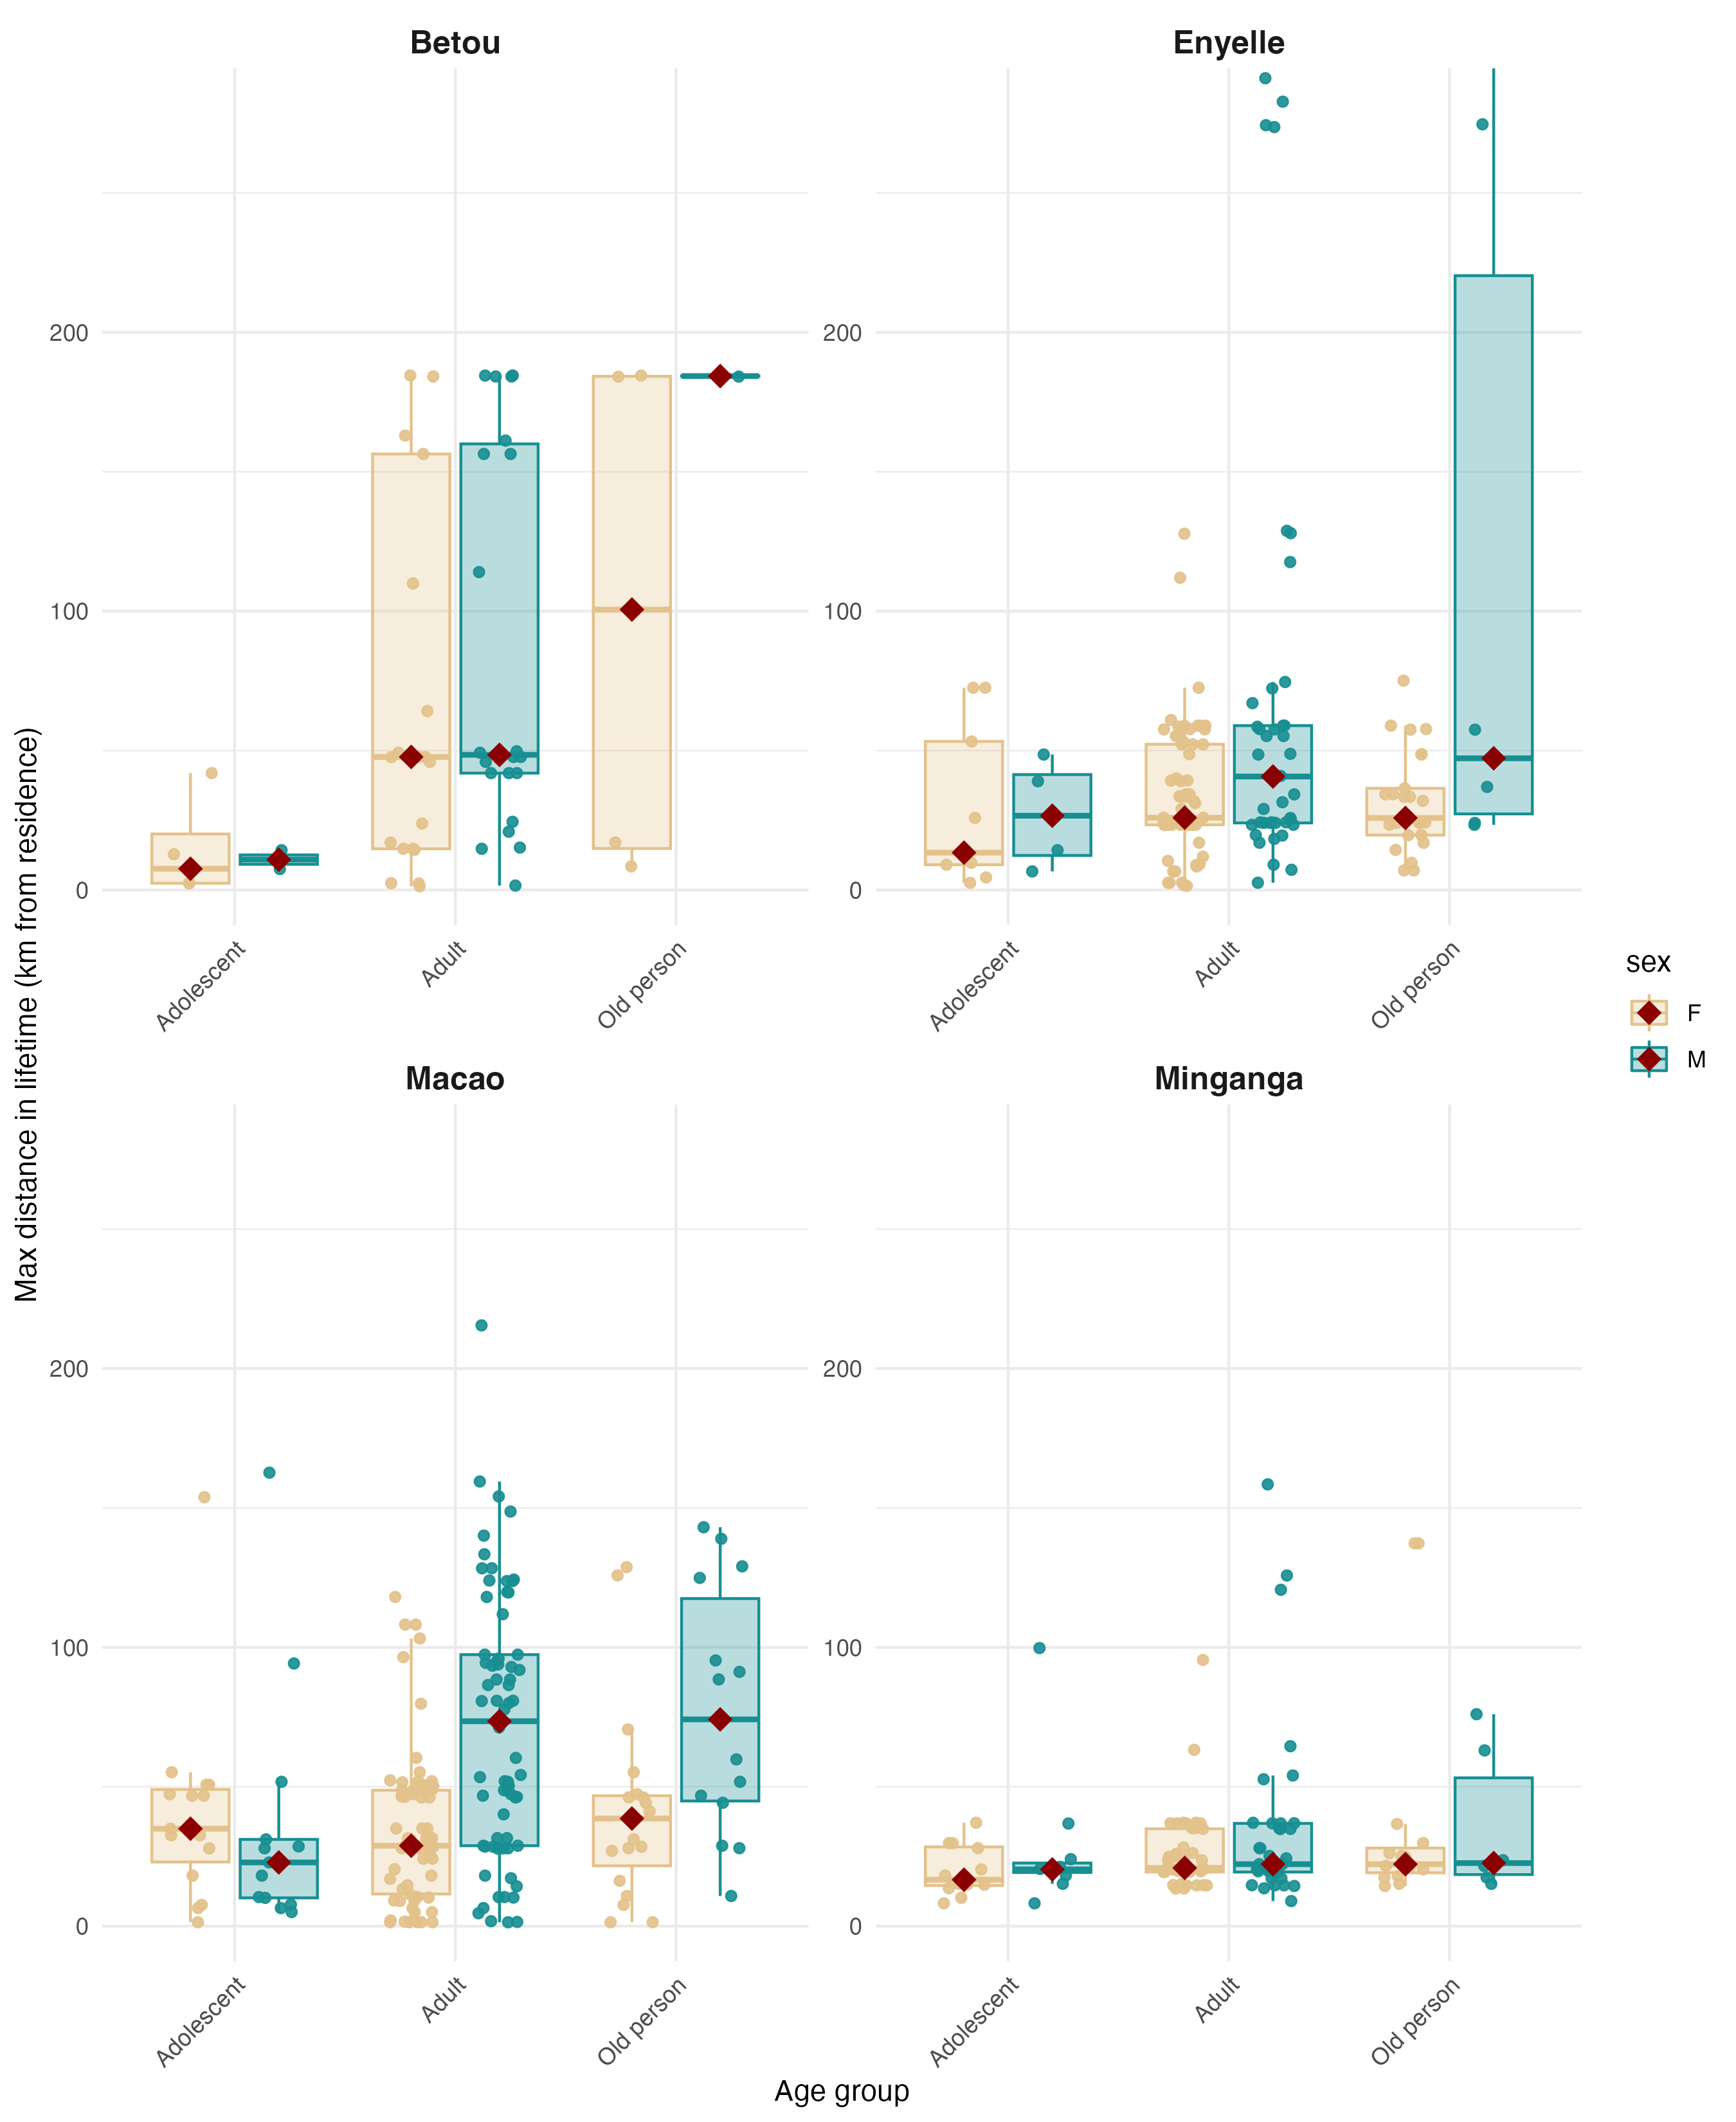 Betou
Enyelle
200
100
0
200
100
0
Adolescent
Adult
Old person
Adolescent
Adult
Old person
Max distance in lifetime (km from residence)
sex
F
M
Macao
Minganga
200
100
0
200
100
0
Adolescent
Adult
Old person
Adolescent
Adult
Old person
Age group